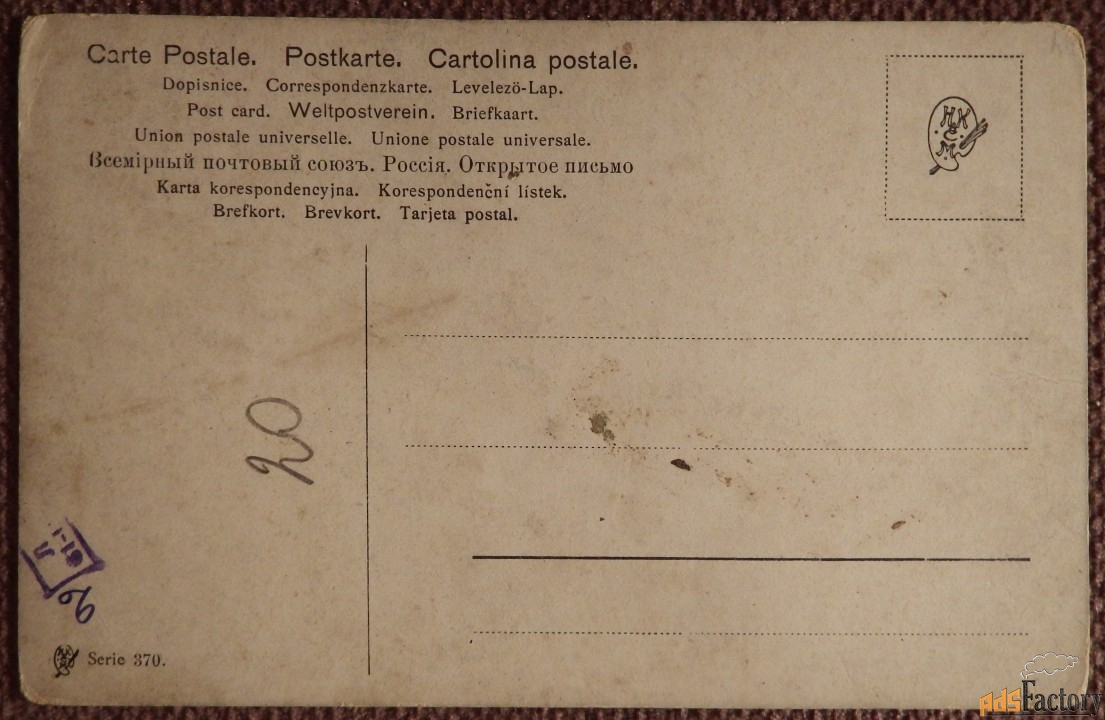 Carte Postale. Postkarte. Cartolina postale.
Dopisnice. Correspondenzkarte. Levelezö-Lap.
Post card. Weltpostverein. Briefkaart.
Union postale universelle. Unione postale universale.
Всемірный почтовый союзъ. Россія. Открытое письмо
Karta korespondencyjna. Korespondenční lístek.
Brefkort. Brevkort. Tarjeta postal.
M.K
&
M.
20
Serie 370.
AdsFactory